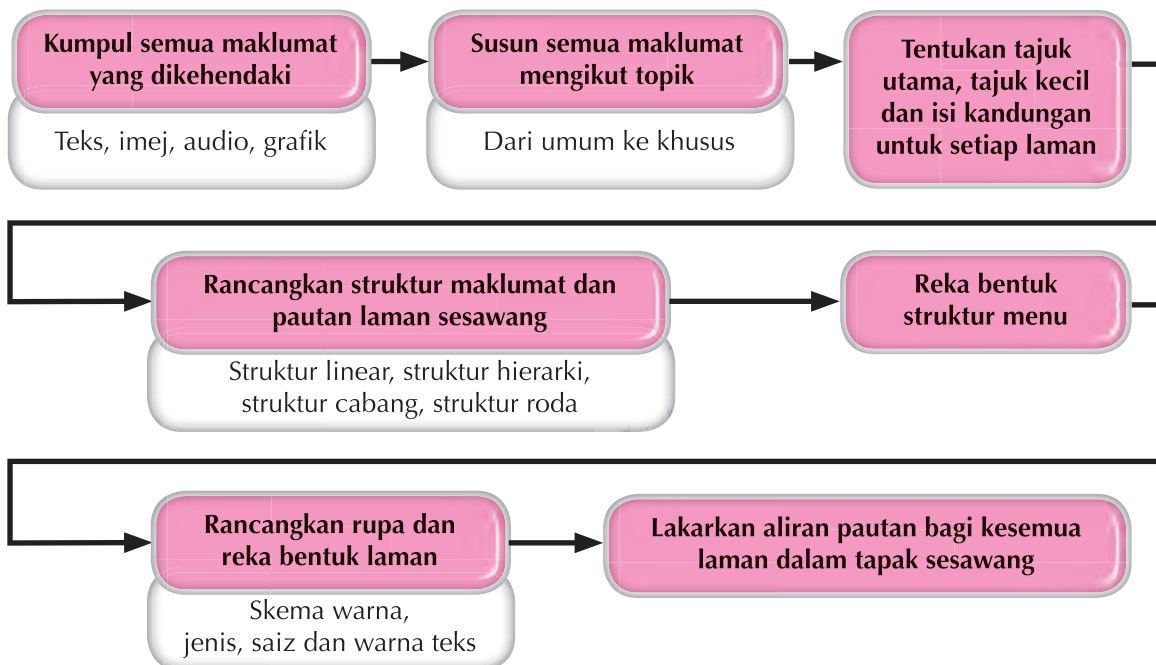 Kumpul semua maklumat
yang dikehendaki
Teks, imej, audio, grafik
Susun semua maklumat
mengikut topik
Dari umum ke khusus
Tentukan tajuk
utama, tajuk kecil
dan isi kandungan
untuk setiap laman
Rancangkan struktur maklumat dan
pautan laman sesawang
Struktur linear, struktur hierarki,
struktur cabang, struktur roda
Reka bentuk
struktur menu
Rancangkan rupa dan
reka bentuk laman
Skema warna,
jenis, saiz dan warna teks
Lakarkan aliran pautan bagi kesemua
laman dalam tapak sesawang